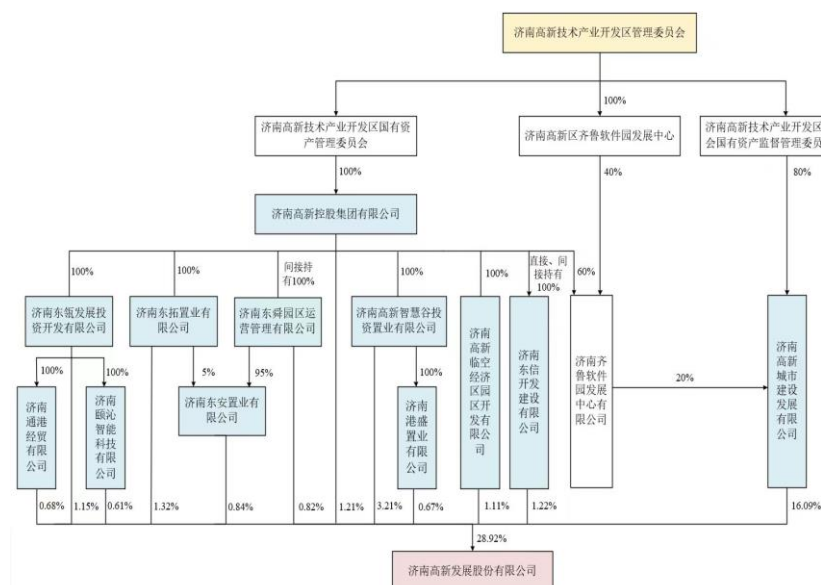 济南高新技术产业开发区管理委员会
100%
济南高新技术产业开发区国有资
产管理委员会
济南高新区齐鲁软件园发展中心
济南高新技术产业开发区
会国有资产监督管理委员
100%
40%
80%
济南高新控股集团有限公司
100%
100%
间接持
有100%
100%
100%
直接、间
接持有
100%
60%
济南东瓴发展投
资开发有限公司
济南东拓置业有
限公司
济南东舜园区运
营管理有限公司
济南高新智慧谷投
资置业有限公司
济南
高新
临空
经济
区园
区开
发有
限公
司
济南
东信
开发
建设
有限
公司
济南
齐鲁
软件
园发
展中
心有
限公
司
济南
高新
城市
建设
发展
有限
公司
100%
100%
5%
95%
100%
20%
济南
通港
经贸
有限
公司
济南
颐沁
智能
科技
有限
公司
济南东安置业有
限公司
济南
港盛
置业
有限
公司
0.68%
1.15%
0.61%
1.32%
0.84%
0.82%
1.21%
3.21%
0.67%
1.11%
1.22%
16.09%
28.92%
济南高新发展股份有限公司